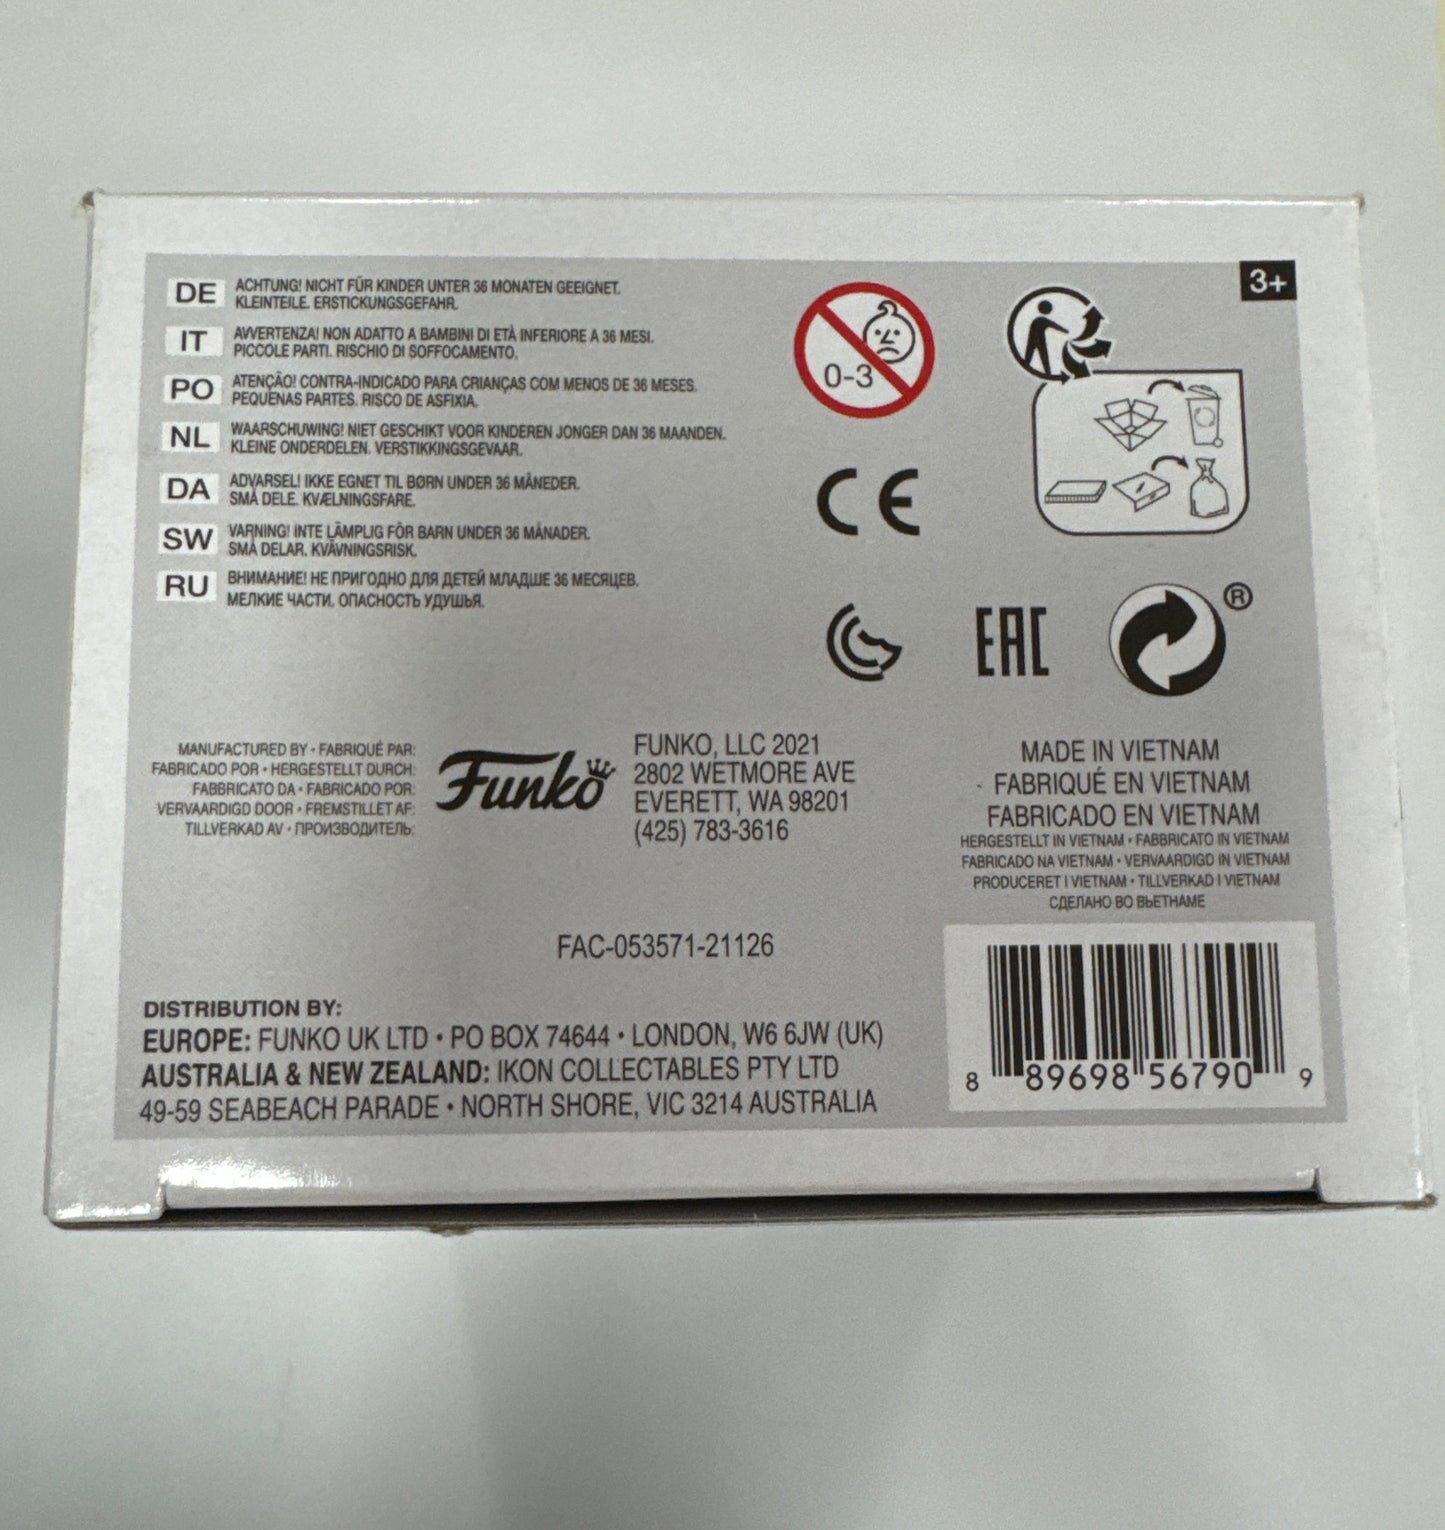 3+
DE ACHTUNG! NICHT FÜR KINDER UNTER 36 MONATEN GEEIGNET.
KLEINTEILE. ERSTICKUNGSGEFAHR.
IT AVVERTENZA! NON ADATTO A BAMBINI DI ETÀ INFERIORE A 36 MESI.
PICCOLE PARTI. RISCHIO DI SOFFOCAMENTO.
PO ATENÇÃO! CONTRA-INDICADO PARA CRIANÇAS COM MENOS DE 36 MESES.
PEQUENAS PARTES. RISCO DE ASFIXIA.
NL WAARSCHUWING! NIET GESCHIKT VOOR KINDEREN JONGER DAN 36 MAANDEN.
KLEINE ONDERDELEN. VERSTIKKINGSGEVAAR.
DA ADVARSEL! IKKE EGNET TIL BØRN UNDER 36 MÅNEDER.
SMÅ DELE. KVÆLNINGSFARE.
SW VARNING! INTE LÄMPLIG FÖR BARN UNDER 36 MÅNADER.
SMÅ DELAR. KVÄVNINGSRISK.
RU ВНИМАНИЕ! НЕ ПРИГОДНО ДЛЯ ДЕТЕЙ МЛАДШЕ 36 МЕСЯЦЕВ.
МЕЛКИЕ ЧАСТИ. ОПАСНОСТЬ УДУШЬЯ.
0-3
CE
EAC
®
MANUFACTURED BY • FABRIQUÉ PAR:
FABRICADO POR • HERGESTELLT DURCH:
FABBRICATO DA • FABRICADO POR:
VERVAARDIGD DOOR • FREMSTILLET AF:
TILLVERKAD AV • ПРОИЗВОДИТЕЛЬ:
Funko
FUNKO, LLC 2021
2802 WETMORE AVE
EVERETT, WA 98201
(425) 783-3616
MADE IN VIETNAM
FABRIQUÉ EN VIETNAM
FABRICADO EN VIETNAM
HERGESTELLT IN VIETNAM • FABBRICATO IN VIETNAM
FABRICADO NA VIETNAM • VERVAARDIGD IN VIETNAM
PRODUCERET I VIETNAM • TILLVERKAD I VIETNAM
СДЕЛАНО ВО ВЬЕТНАМЕ
FAC-053571-21126
DISTRIBUTION BY:
EUROPE: FUNKO UK LTD • PO BOX 74644 • LONDON, W6 6JW (UK)
AUSTRALIA & NEW ZEALAND: IKON COLLECTABLES PTY LTD
49-59 SEABEACH PARADE • NORTH SHORE, VIC 3214 AUSTRALIA
8 89698 56790 9